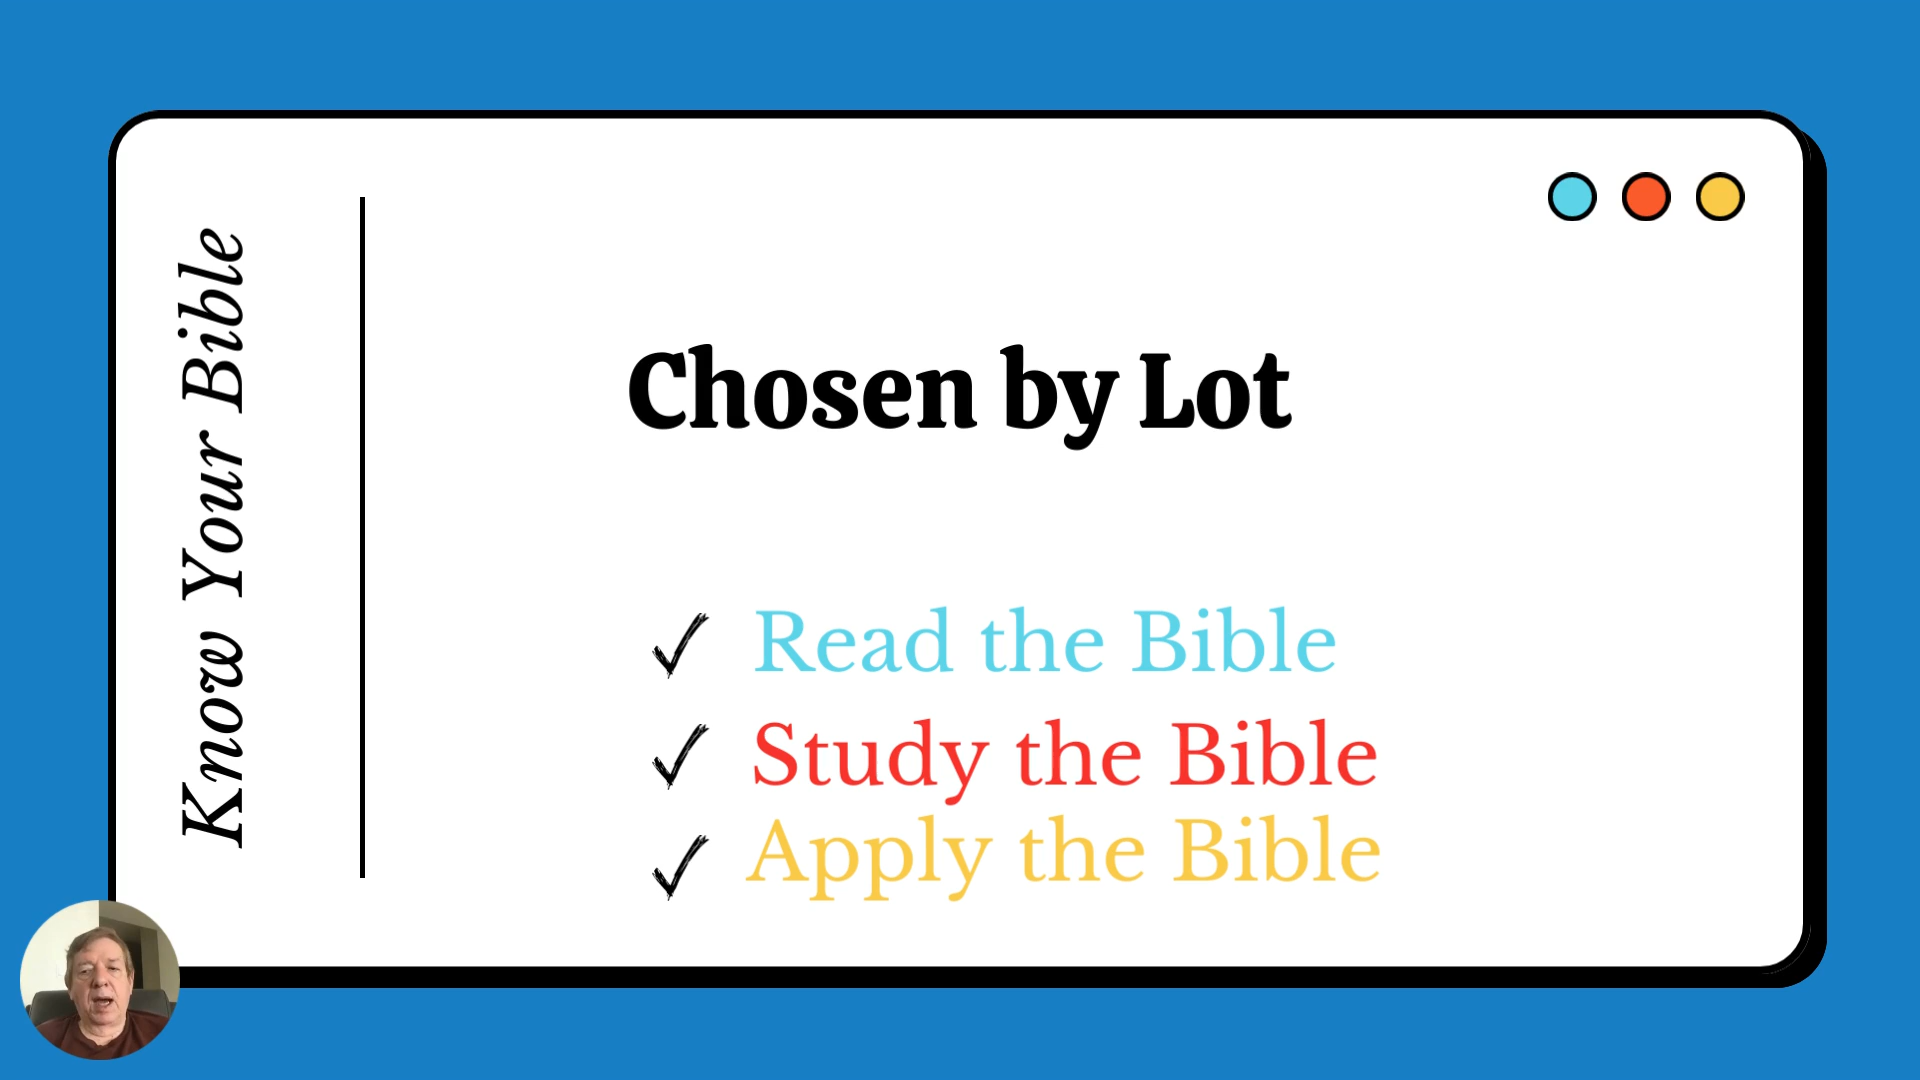 Know Your Bible
Chosen by Lot
Read the Bible
Study the Bible
Apply the Bible